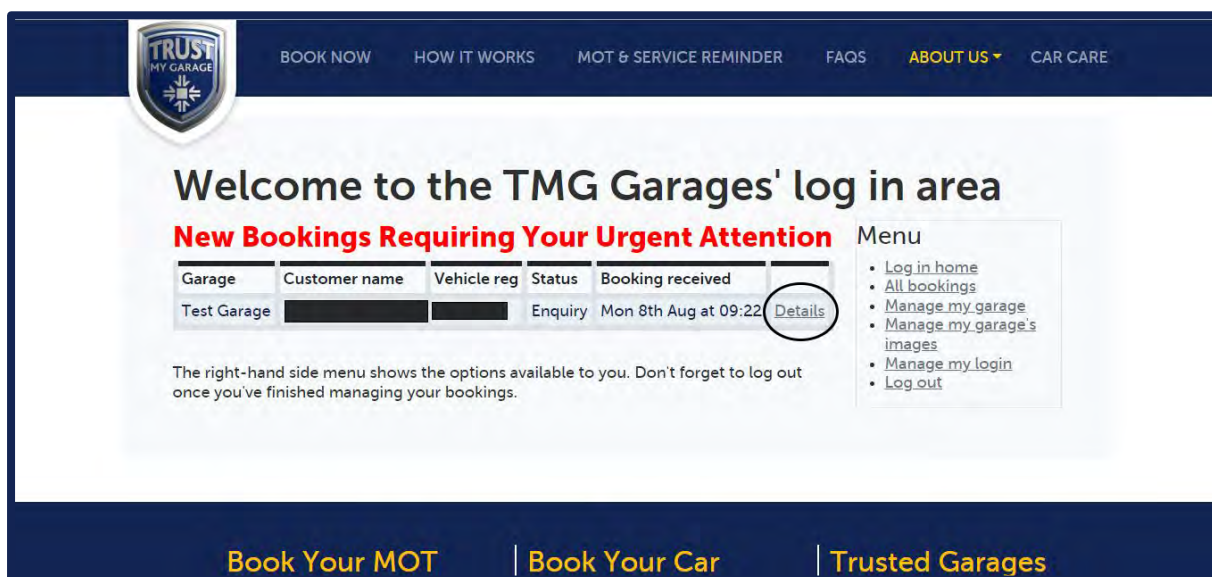 TRUST
MY GARAGE
BOOK NOW HOW IT WORKS MOT & SERVICE REMINDER FAQS ABOUT US CAR CARE
Welcome to the TMG Garages' log in area
New Bookings Requiring Your Urgent Attention
Garage Customer name Vehicle reg Status Booking received
Test Garage Enquiry Mon 8th Aug at 09:22 Details
The right-hand side menu shows the options available to you. Don't forget to log out
once you've finished managing your bookings.
Menu
Log in home
All bookings
Manage my garage
Manage my garage's
images
Manage my login
Log out
Book Your MOT
Book Your Car
Trusted Garages